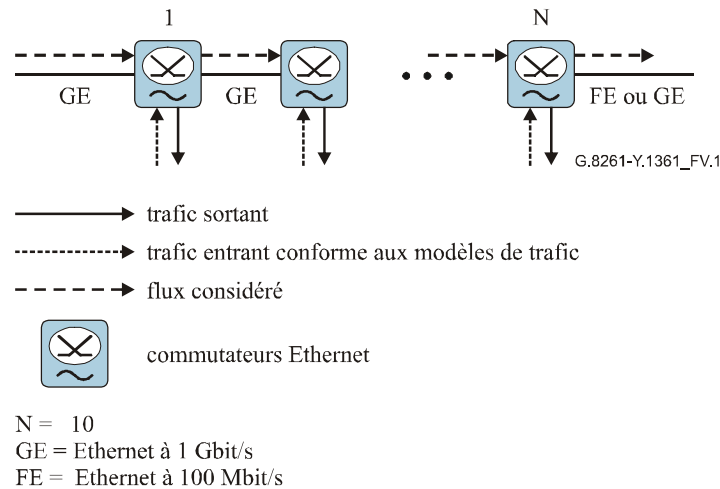 1
N
GE
GE
FE ou GE
G.8261-Y.1361_FV.1
trafic sortant
trafic entrant conforme aux modèles de trafic
flux considéré
commutateurs Ethernet
N = 10
GE = Ethernet à 1 Gbit/s
FE = Ethernet à 100 Mbit/s